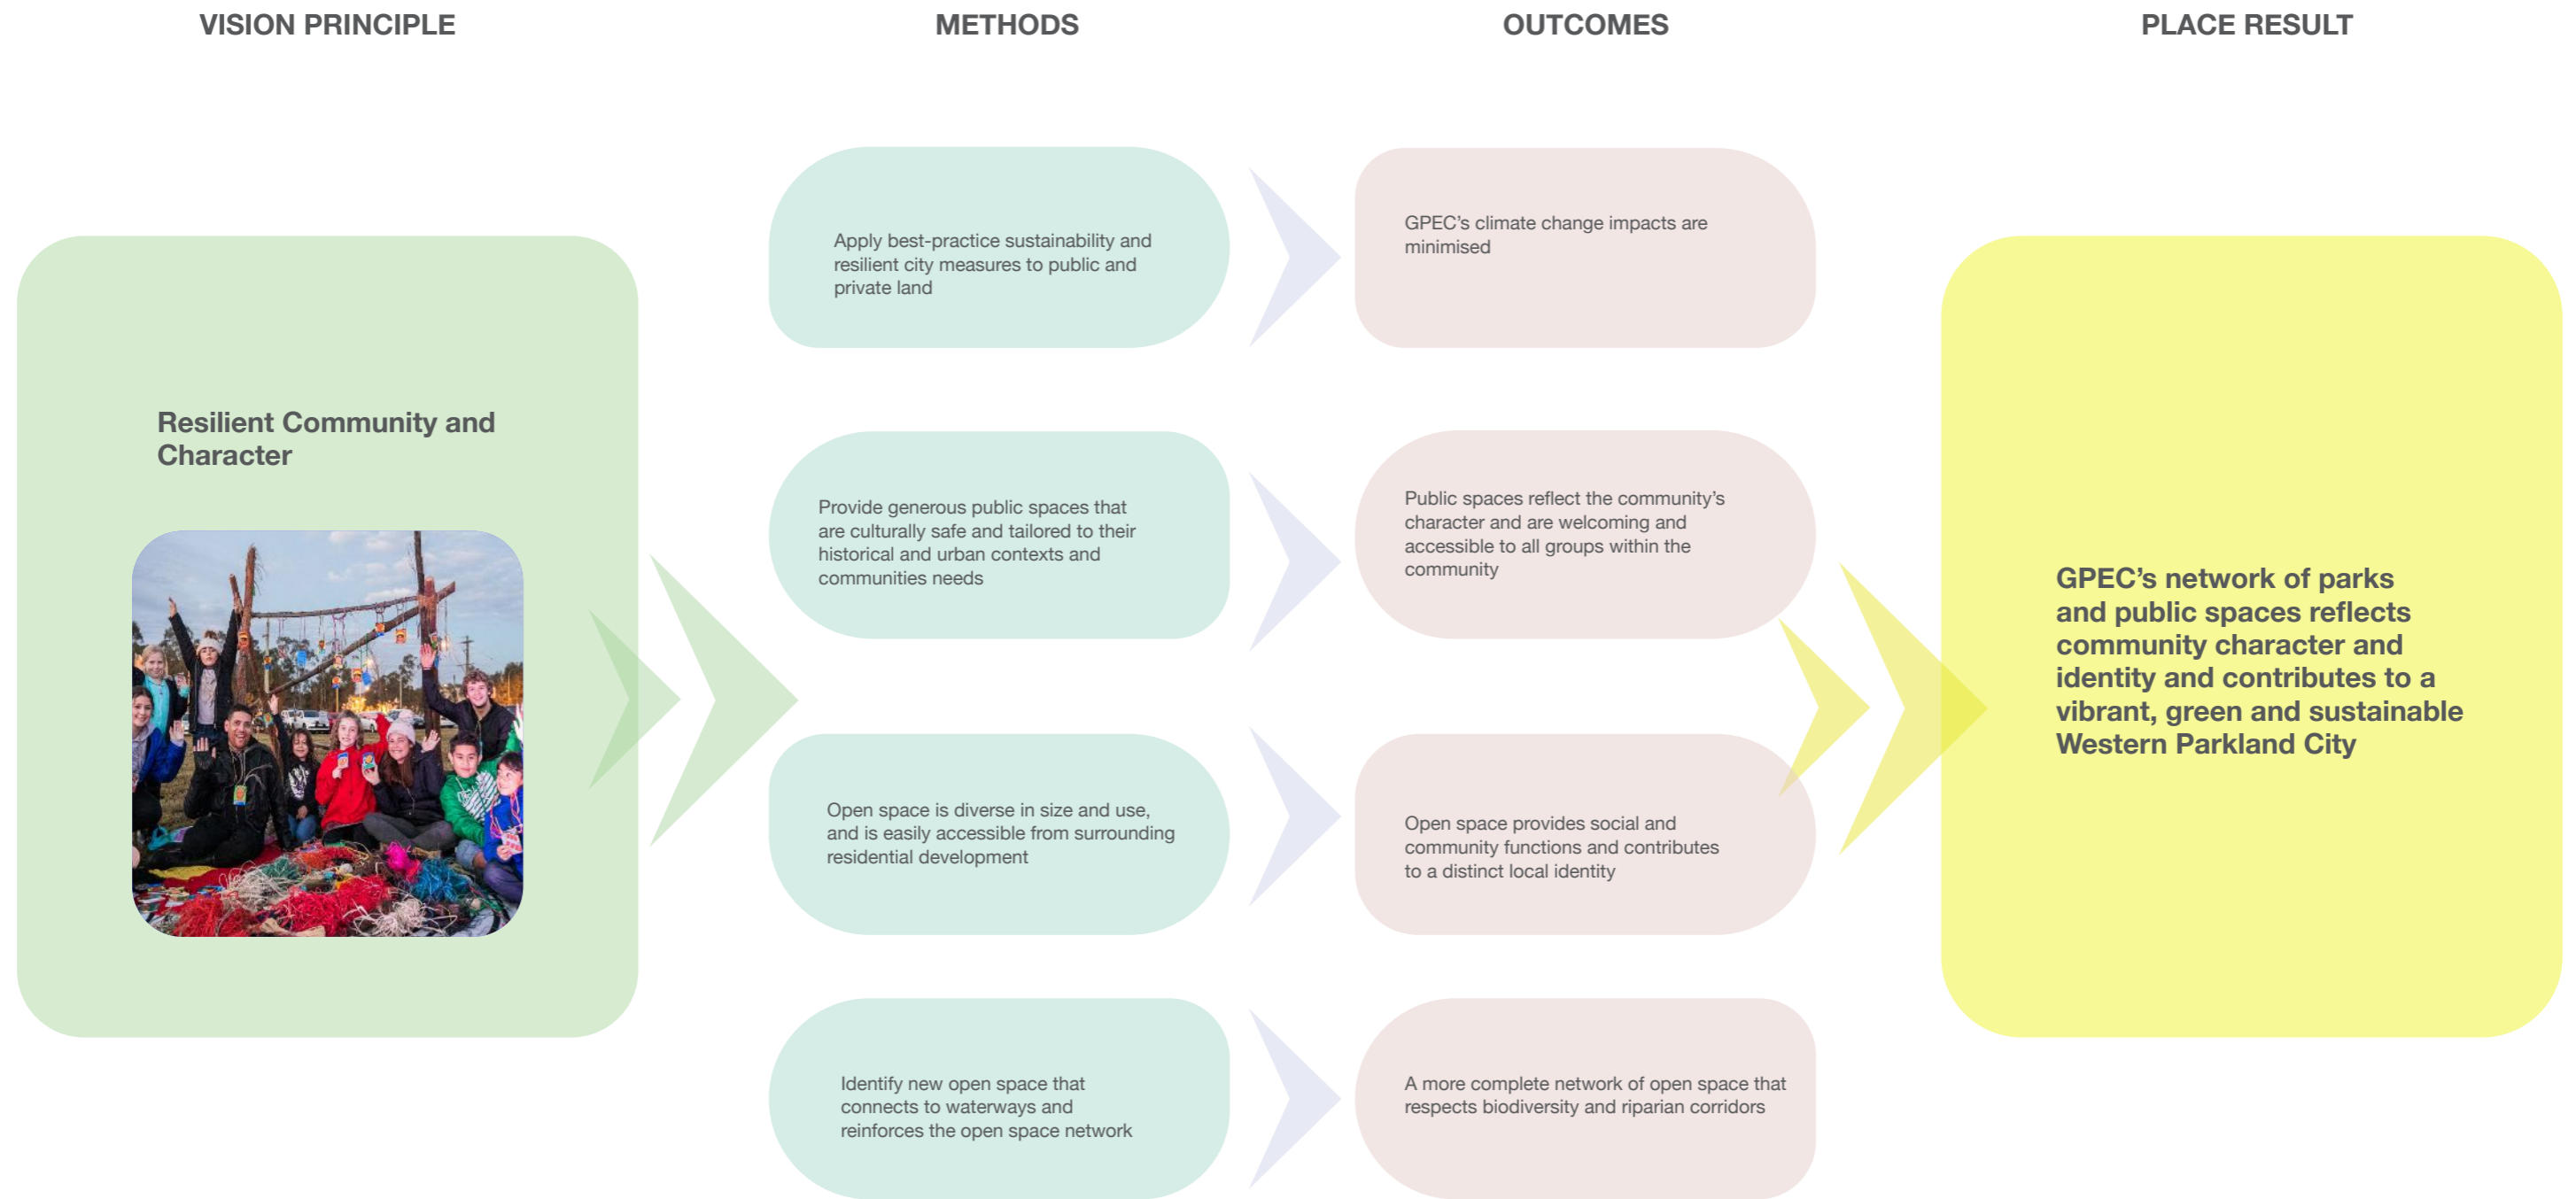 VISION PRINCIPLE
METHODS
OUTCOMES
PLACE RESULT
Resilient Community and
Character
Apply best-practice sustainability and
resilient city measures to public and
private land
GPEC’s climate change impacts are
minimised
Provide generous public spaces that
are culturally safe and tailored to their
historical and urban contexts and
communities needs
Public spaces reflect the community’s
character and are welcoming and
accessible to all groups within the
community
Open space is diverse in size and use,
and is easily accessible from surrounding
residential development
Open space provides social and
community functions and contributes
to a distinct local identity
Identify new open space that
connects to waterways and
reinforces the open space network
A more complete network of open space that
respects biodiversity and riparian corridors
GPEC’s network of parks
and public spaces reflects
community character and
identity and contributes to a
vibrant, green and sustainable
Western Parkland City